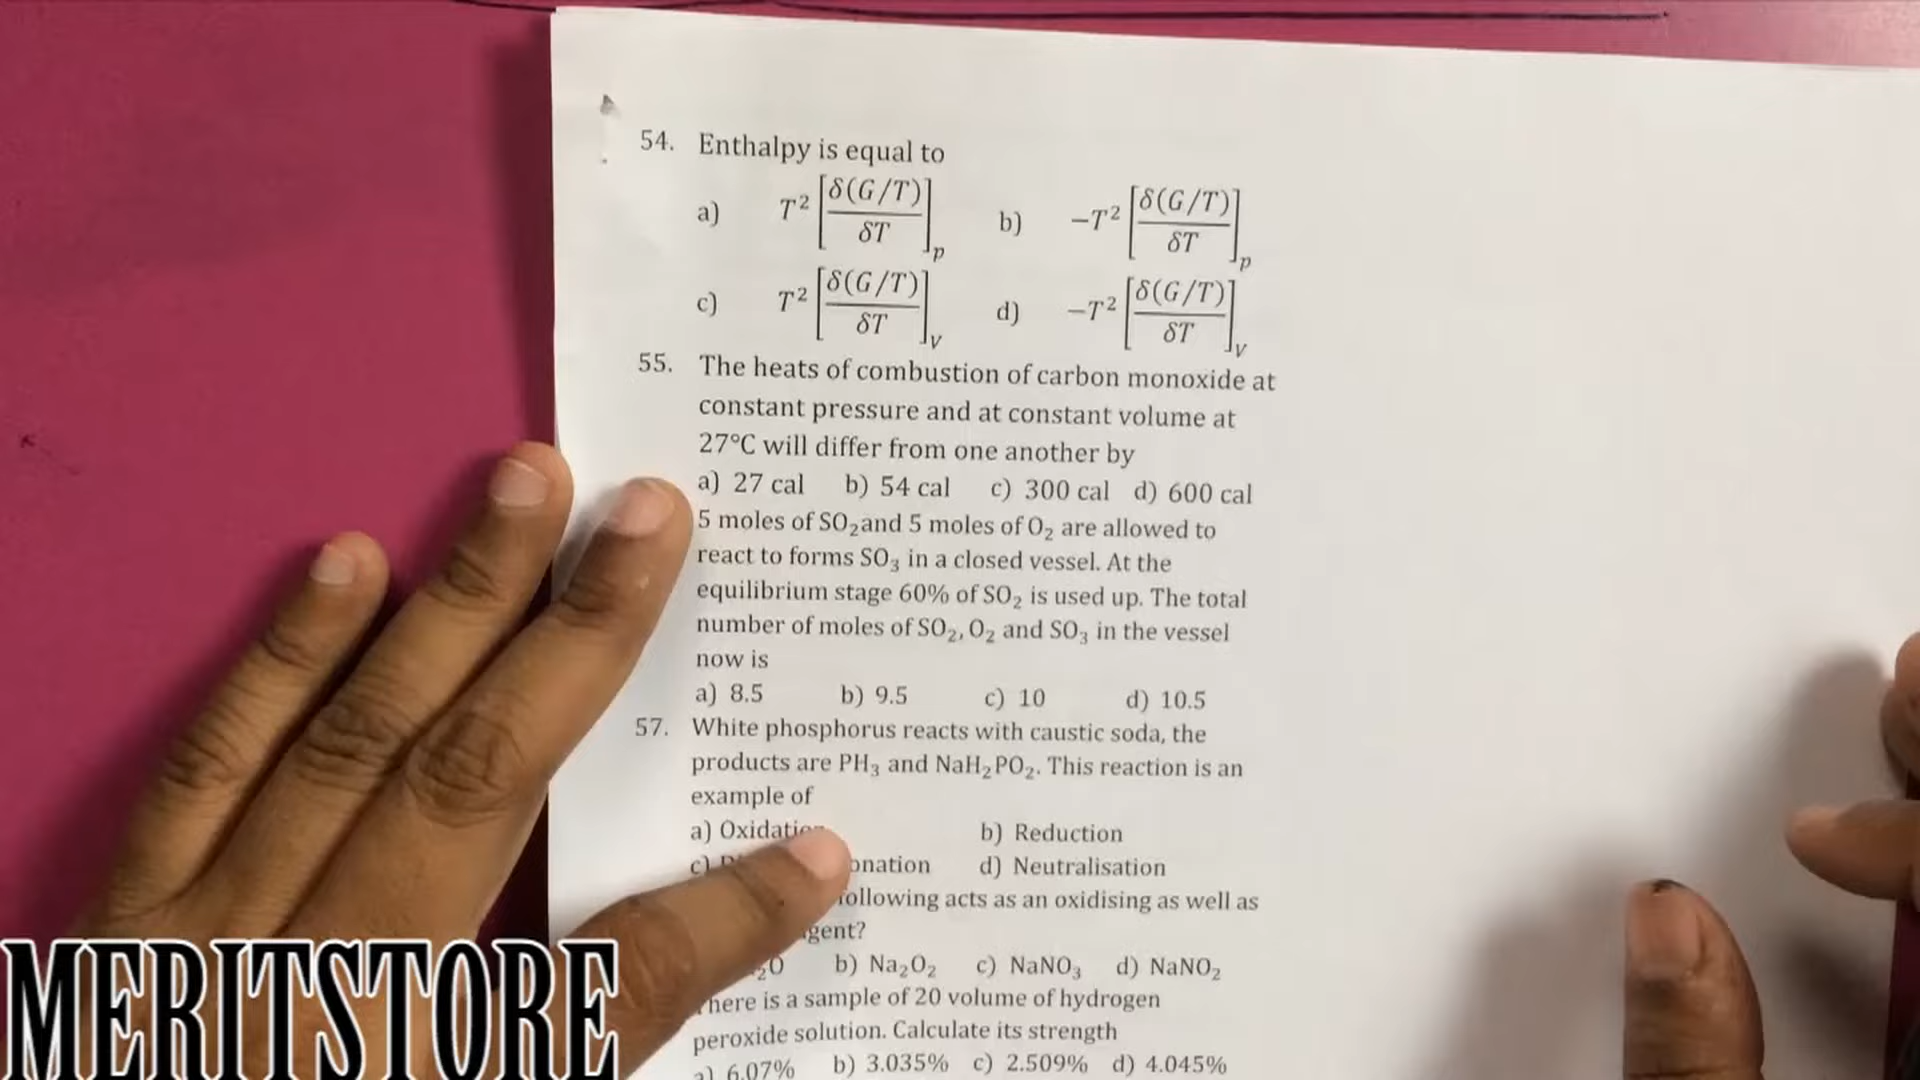 54. Enthalpy is equal to
a) T² [δ(G/T)/δT]p b) −T² [δ(G/T)/δT]p
c) T² [δ(G/T)/δT]V d) −T² [δ(G/T)/δT]V
55. The heats of combustion of carbon monoxide at
constant pressure and at constant volume at
27°C will differ from one another by
a) 27 cal b) 54 cal c) 300 cal d) 600 cal
5 moles of SO₂and 5 moles of O₂ are allowed to
react to forms SO₃ in a closed vessel. At the
equilibrium stage 60% of SO₂ is used up. The total
number of moles of SO₂, O₂ and SO₃ in the vessel
now is
a) 8.5 b) 9.5 c) 10 d) 10.5
57. White phosphorus reacts with caustic soda, the
products are PH₃ and NaH₂PO₂. This reaction is an
example of
a) Oxidation b) Reduction
c) d) Neutralisation
following acts as an oxidising as well as
agent?
b) Na₂O₂ c) NaNO₃ d) NaNO₂
There is a sample of 20 volume of hydrogen
peroxide solution. Calculate its strength
a) 6.07% b) 3.035% c) 2.509% d) 4.045%
MERITSTORE